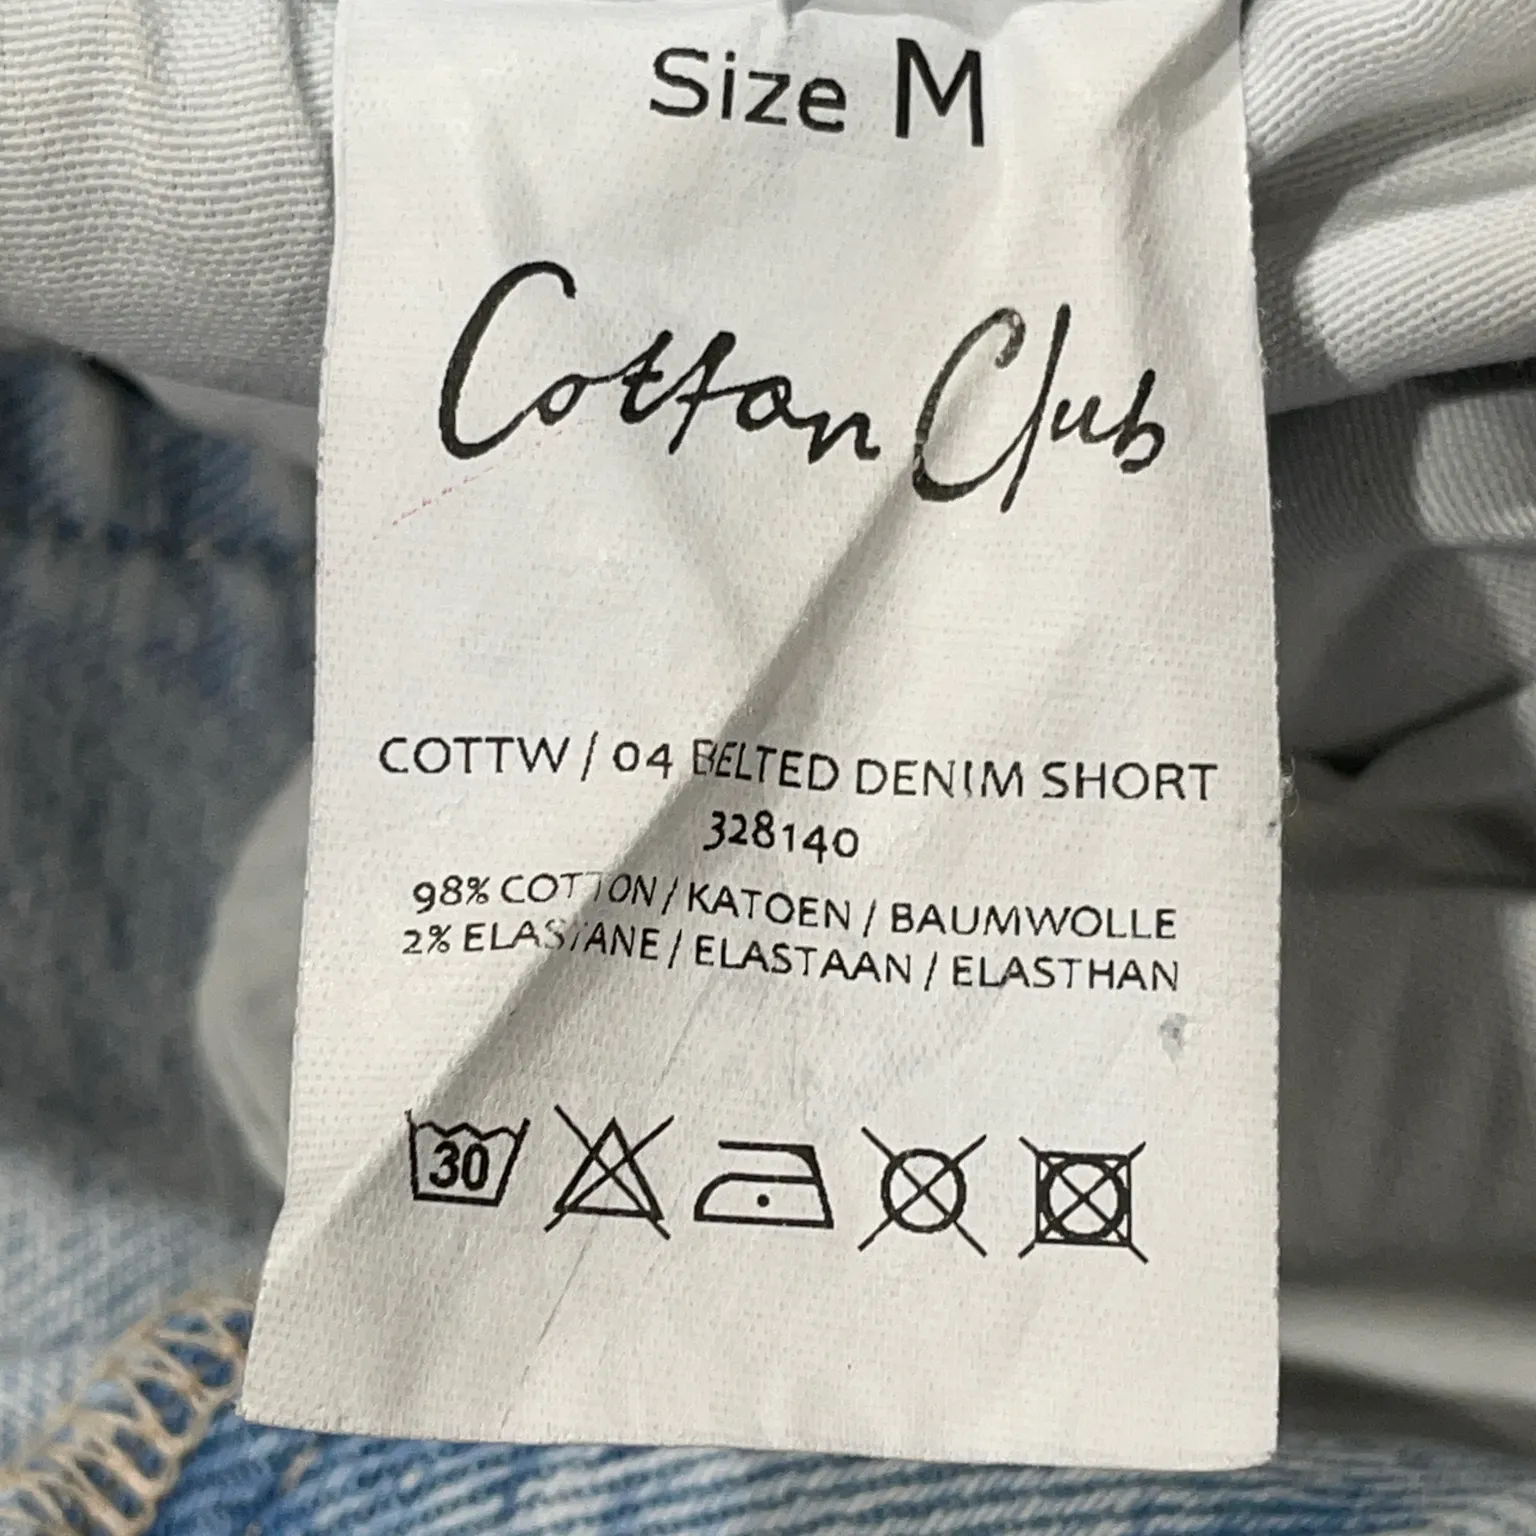 Size M
Cotton Club
COTTW / 04 BELTED DENIM SHORT
328140
98% COTTON / KATOEN / BAUMWOLLE
2% ELASTANE / ELASTAAN / ELASTHAN
30